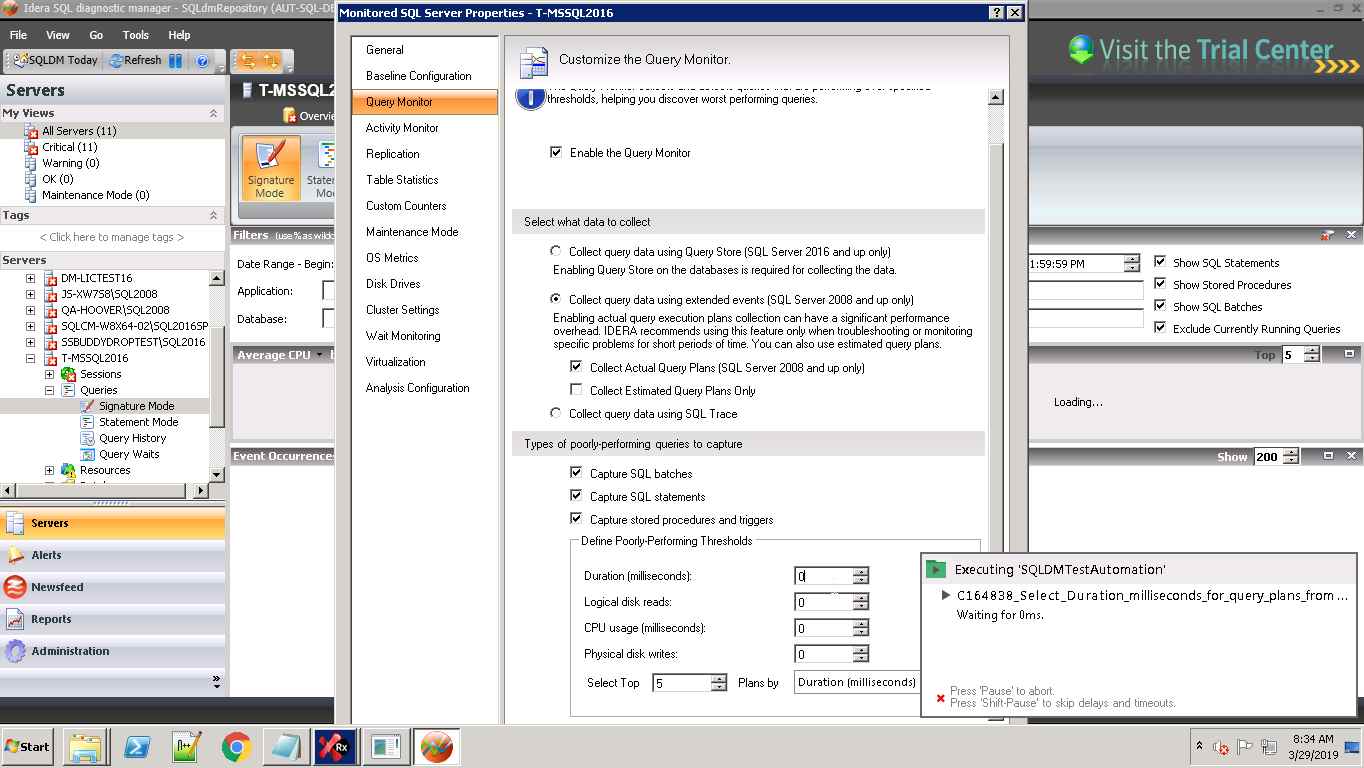 Idera SQL diagnostic manager - SQLdmRepository (AUT-SQL-DE
File View Go Tools Help
SQLDM Today Refresh
Visit the Trial Center
Servers
My Views
All Servers (11)
Critical (11)
Warning (0)
OK (0)
Maintenance Mode (0)
Tags
< Click here to manage tags >
Servers
DM-LICTEST16
JS-XW7S8\SQL2008
QA-HOOVER\SQL2008
SQLCM-W8X64-02\SQL2016SP
SSBUDDYDROPTEST\SQL2016
T-MSSQL2016
Sessions
Queries
Signature Mode
Statement Mode
Query History
Query Waits
Resources
Servers
Alerts
Newsfeed
Reports
Administration
T-MSSQL2
Overvie
Signature
Mode
Statem
Mo
Filters (use % as wildc
Date Range - Begin:
Application:
Database:
Average CPU
Event Occurrence
Monitored SQL Server Properties - T-MSSQL2016
General
Baseline Configuration
Query Monitor
Activity Monitor
Replication
Table Statistics
Custom Counters
Maintenance Mode
OS Metrics
Disk Drives
Cluster Settings
Wait Monitoring
Virtualization
Analysis Configuration
Customize the Query Monitor.
thresholds, helping you discover worst performing queries.
Enable the Query Monitor
Select what data to collect
Collect query data using Query Store (SQL Server 2016 and up only)
Enabling Query Store on the databases is required for collecting the data.
Collect query data using extended events (SQL Server 2008 and up only)
Enabling actual query execution plans collection can have a significant performance
overhead. IDERA recommends using this feature only when troubleshooting or monitoring
specific problems for short periods of time. You can also use estimated query plans.
Collect Actual Query Plans (SQL Server 2008 and up only)
Collect Estimated Query Plans Only
Collect query data using SQL Trace
Types of poorly-performing queries to capture
Capture SQL batches
Capture SQL statements
Capture stored procedures and triggers
Define Poorly-Performing Thresholds
Duration (milliseconds): 0
Logical disk reads: 0
CPU usage (milliseconds): 0
Physical disk writes: 0
Select Top 5 Plans by Duration (milliseconds)
1:59:59 PM
Show SQL Statements
Show Stored Procedures
Show SQL Batches
Exclude Currently Running Queries
Top 5
Loading...
Show 200
Executing 'SQLDMTestAutomation'
C164838_Select_Duration_milliseconds_for_query_plans_from ...
Waiting for 0ms.
Press 'Pause' to abort.
Press 'Shift-Pause' to skip delays and timeouts.
Start
Rx
8:34 AM
3/29/2019